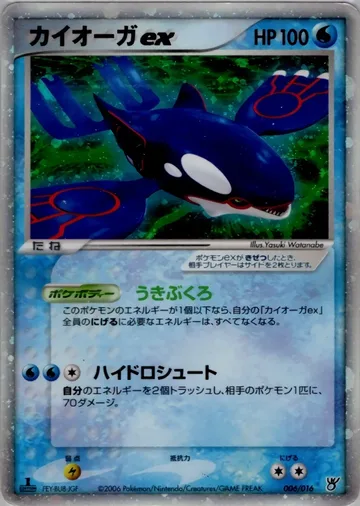 カイオーガex HP100
たね
Illus.Yasuki Watanabe
ポケモンexがきぜつしたとき、
相手プレイヤーはサイドを2枚とります。
ポケボディー うきぶくろ
このポケモンのエネルギーが1個以下なら、自分の「カイオーガex」
全員のにげるに必要なエネルギーは、すべてなくなる。
ハイドロシュート
自分のエネルギーを2個トラッシュし、相手のポケモン1匹に、
70ダメージ。
弱点 抵抗力 にげる
©2006 Pokémon/Nintendo/Creatures/GAME FREAK. 006/016